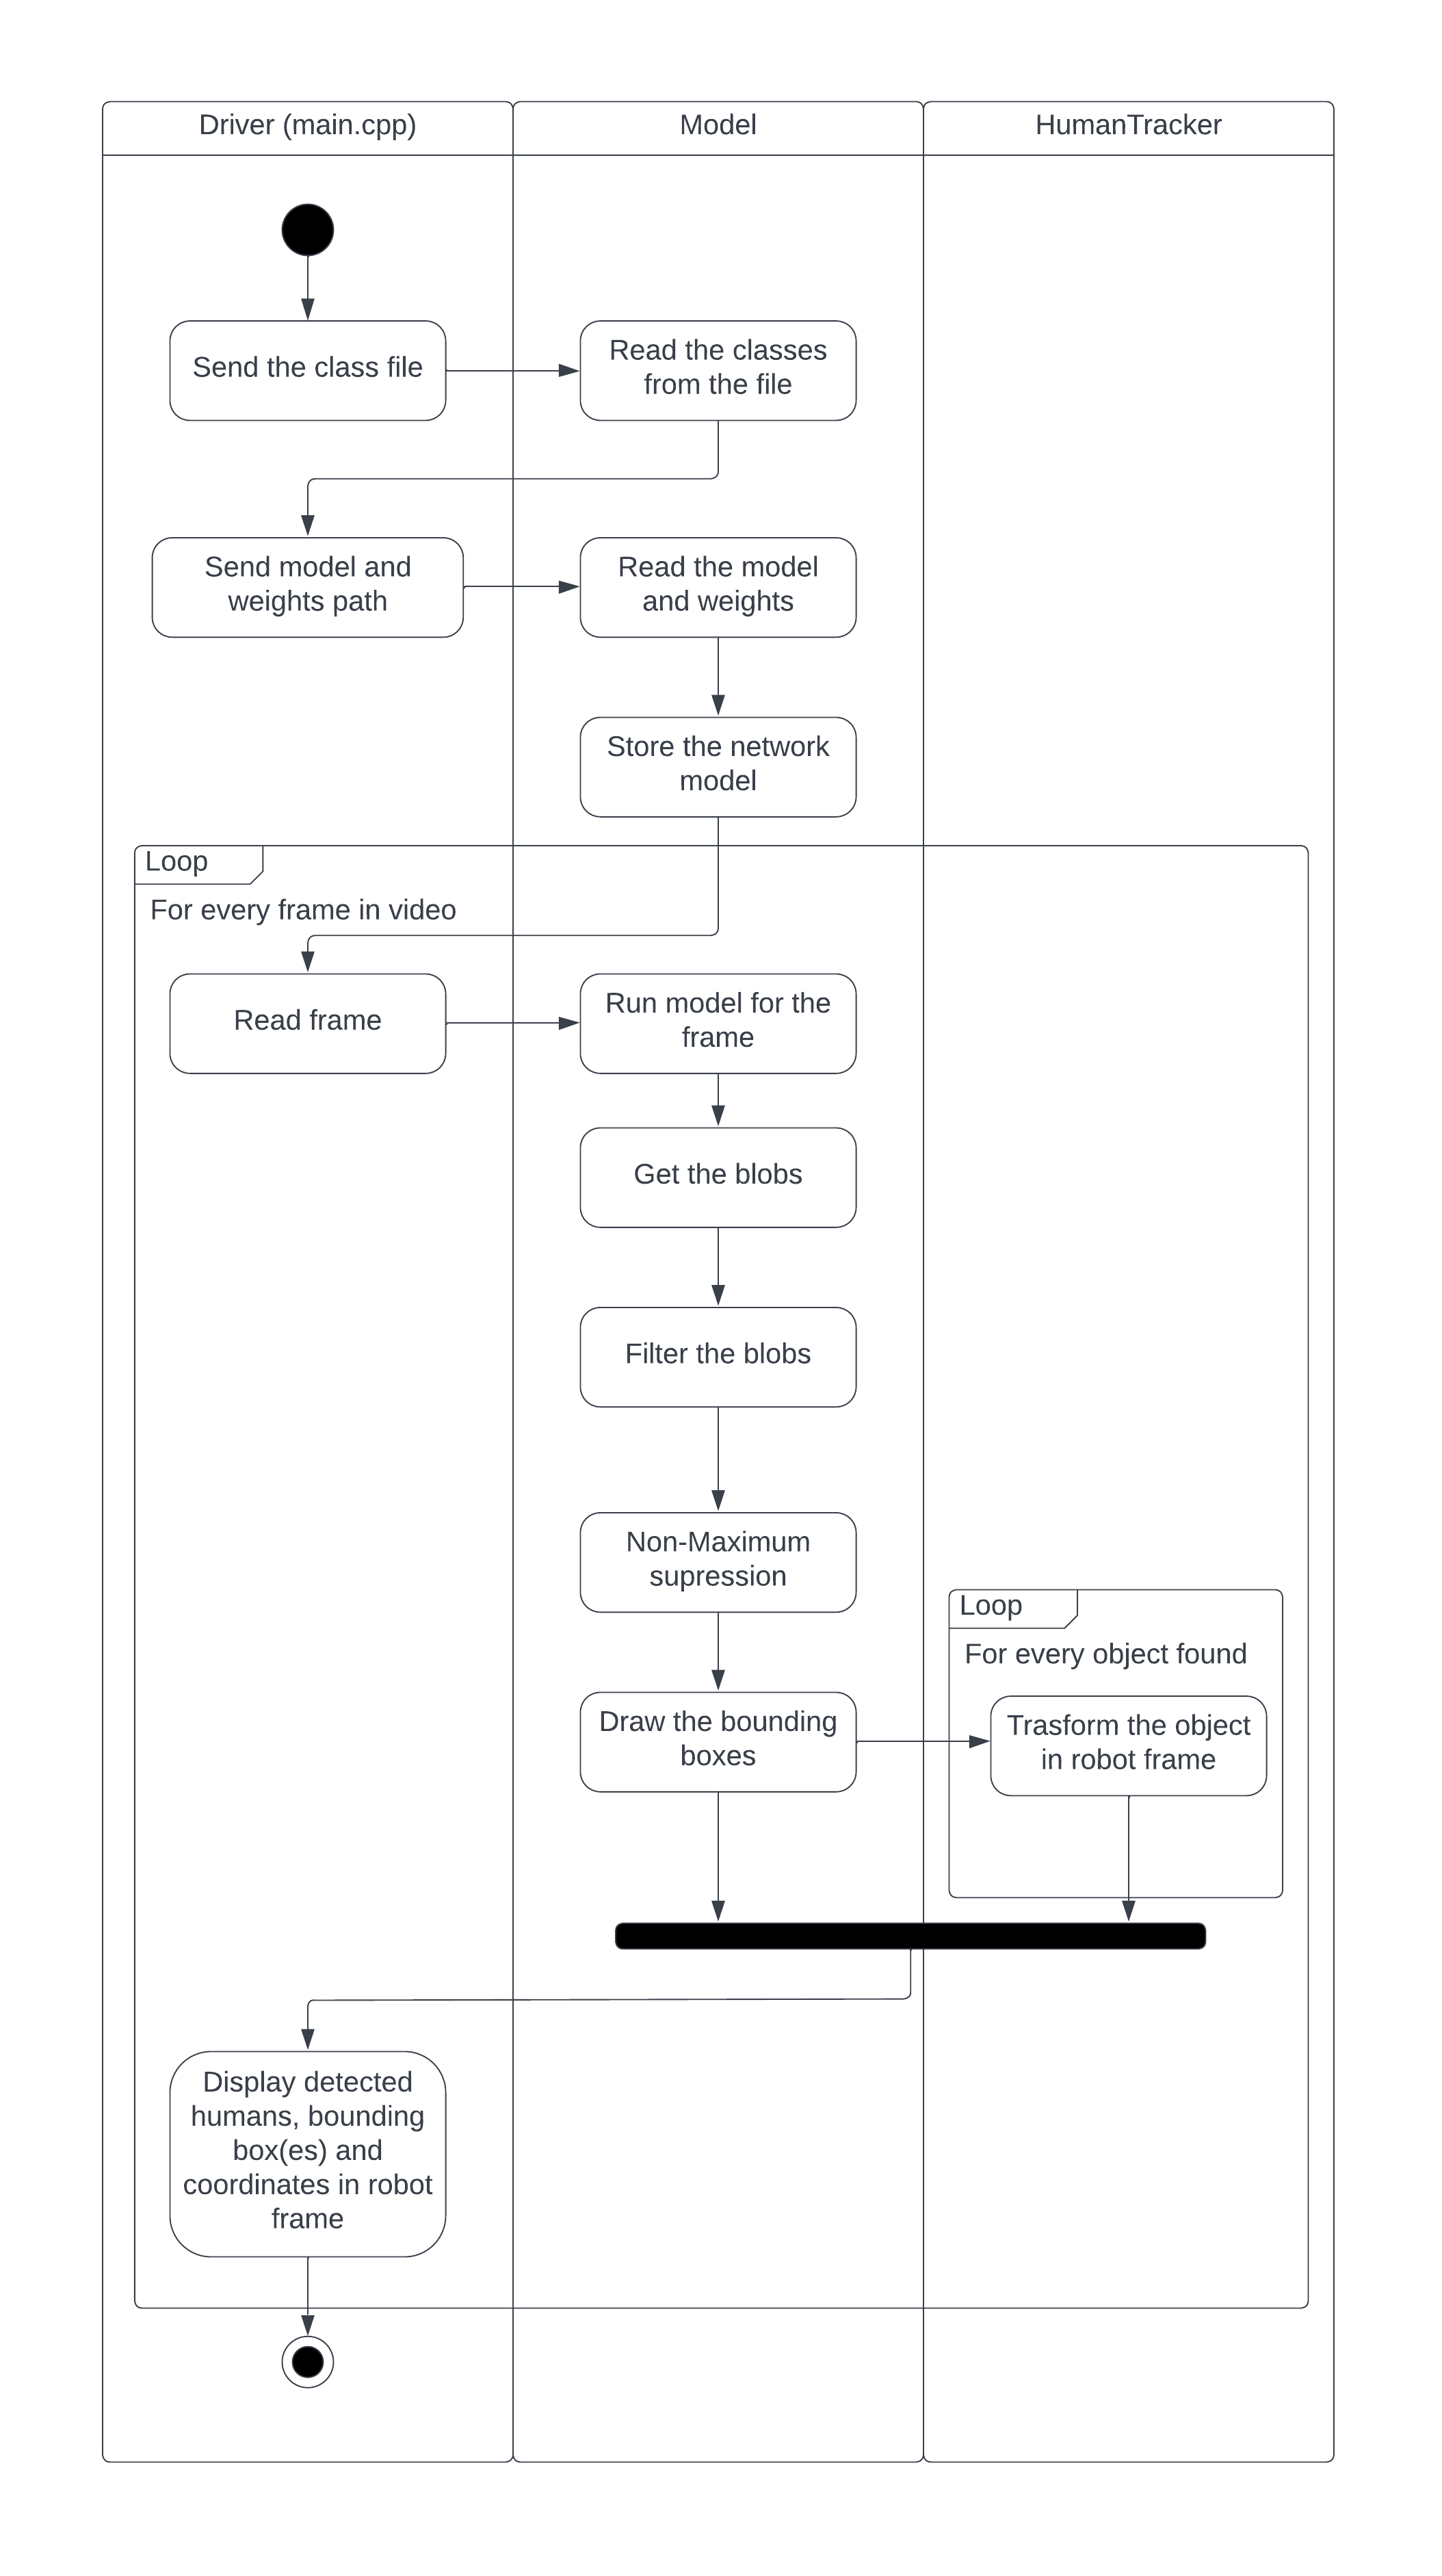 Driver (main.cpp)
Model
HumanTracker
Send the class file
Read the classes
from the file
Send model and
weights path
Read the model
and weights
Store the network
model
Loop
For every frame in video
Read frame
Run model for the
frame
Get the blobs
Filter the blobs
Non-Maximum
supression
Loop
For every object found
Draw the bounding
boxes
Trasform the object
in robot frame
Display detected
humans, bounding
box(es) and
coordinates in robot
frame